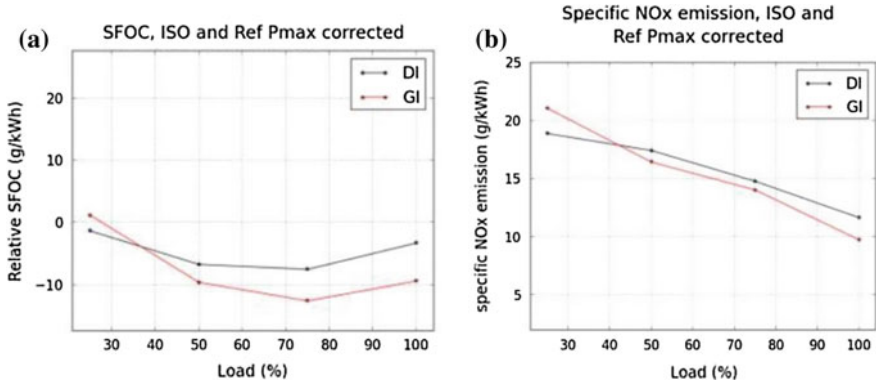 (a)
SFOC, ISO and Ref Pmax corrected
DI
GI
Relative SFOC (g/kWh)
20
10
0
−10
30 40 50 60 70 80 90 100
Load (%)
(b)
Specific NOx emission, ISO and
Ref Pmax corrected
DI
GI
specific NOx emission (g/kWh)
25
20
15
10
5
30 40 50 60 70 80 90 100
Load (%)